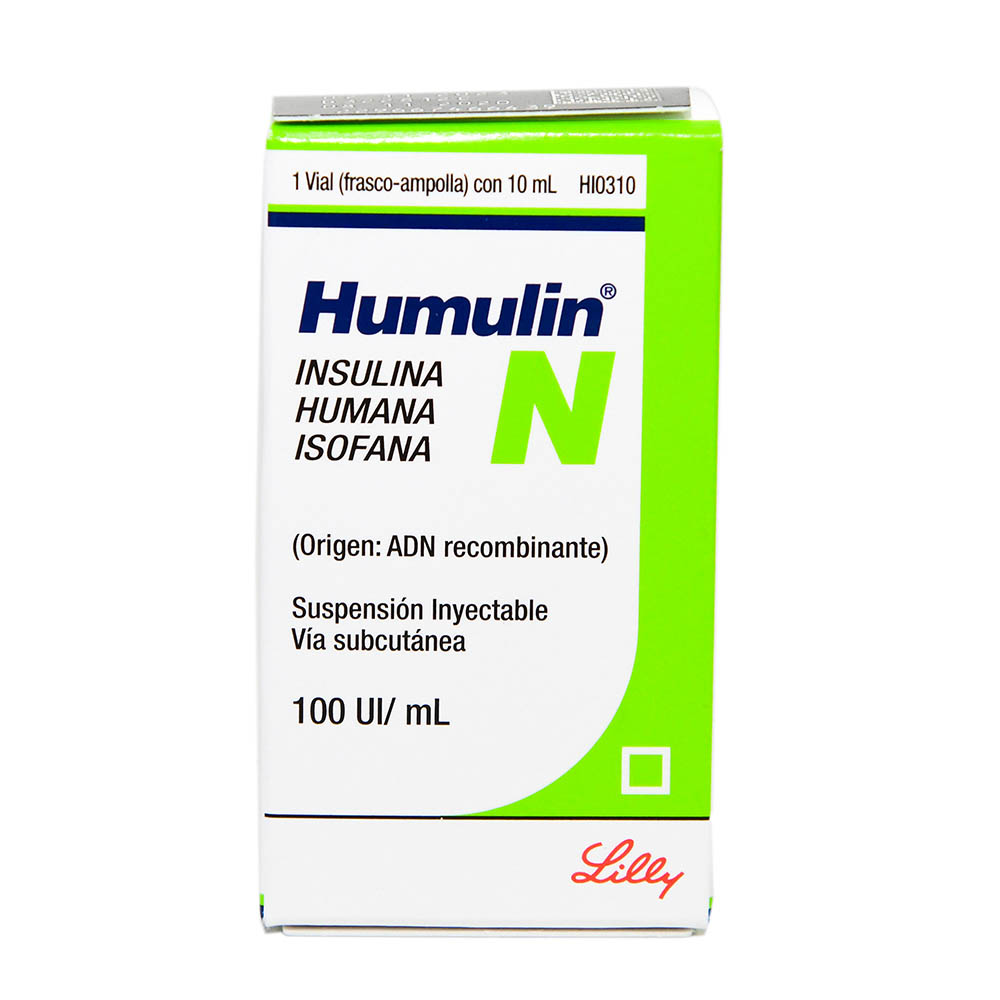 1 Vial (frasco-ampolla) con 10 mL HI0310
Humulin®
N
INSULINA
HUMANA
ISOFANA
(Origen: ADN recombinante)
Suspensión Inyectable
Vía subcutánea
100 UI/ mL
Lilly